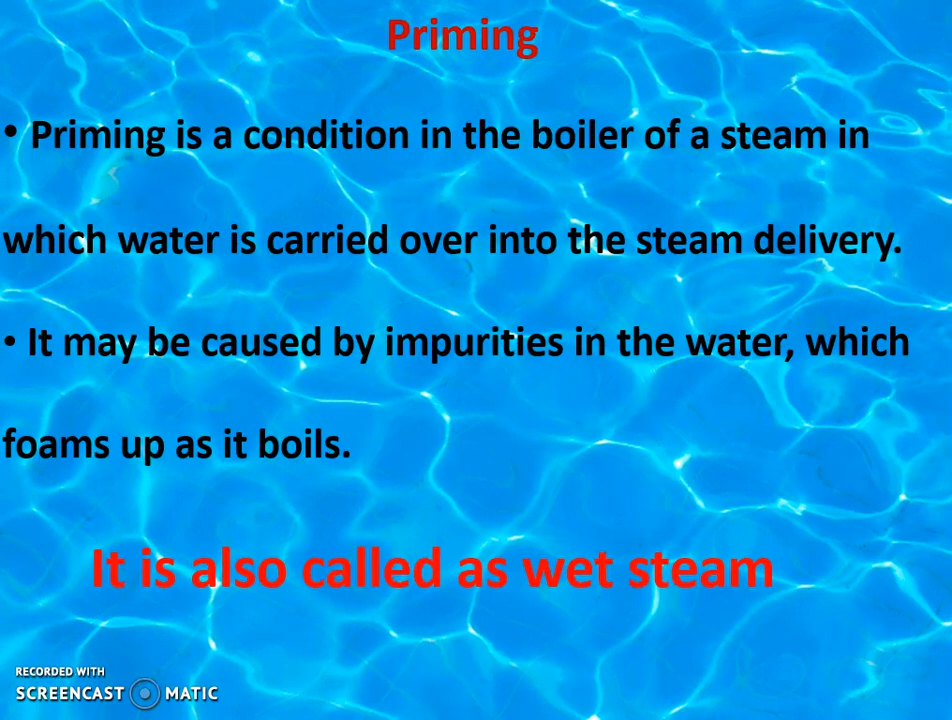 Priming
• Priming is a condition in the boiler of a steam in
which water is carried over into the steam delivery.
• It may be caused by impurities in the water, which
foams up as it boils.
It is also called as wet steam
RECORDED WITH
SCREENCAST MATIC